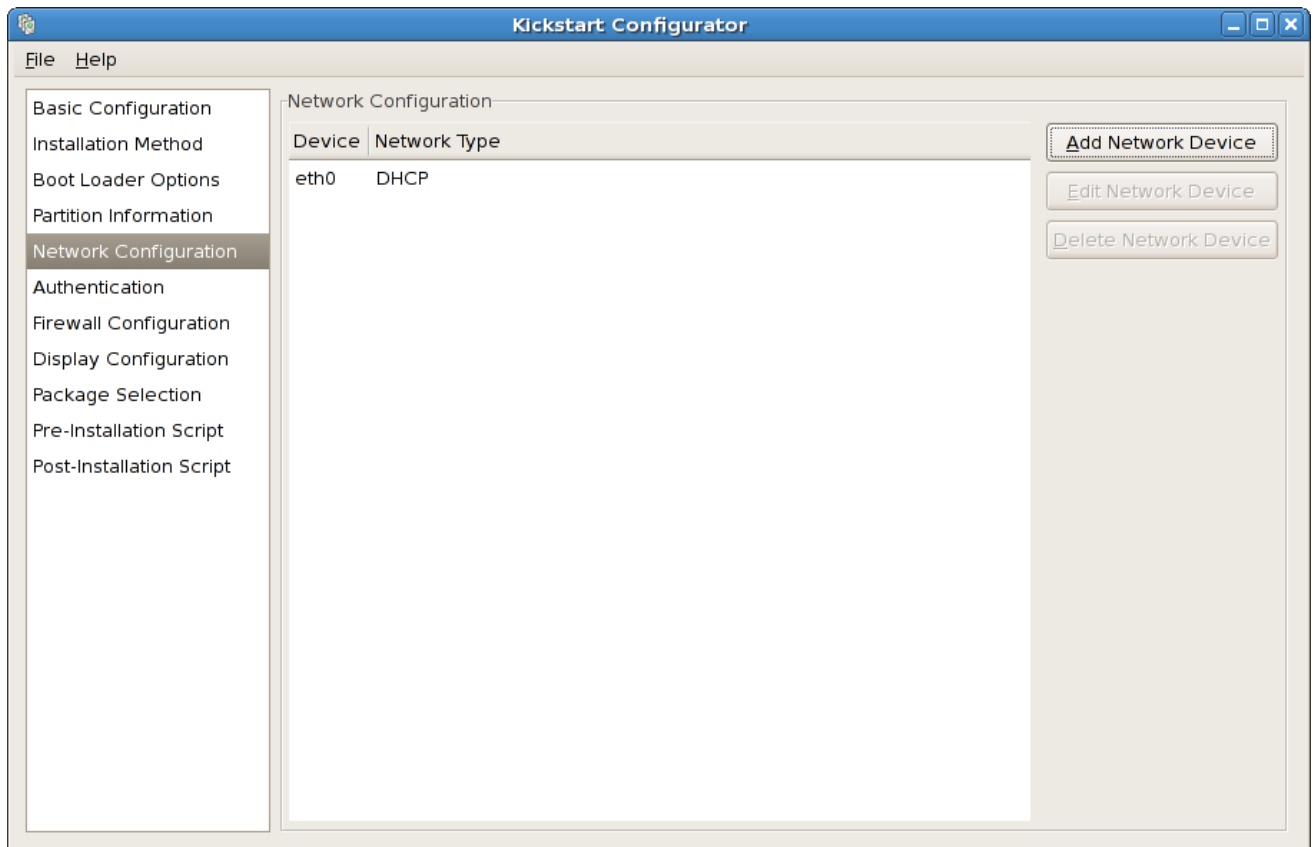 Kickstart Configurator
File Help
Basic Configuration
Installation Method
Boot Loader Options
Partition Information
Network Configuration
Authentication
Firewall Configuration
Display Configuration
Package Selection
Pre-Installation Script
Post-Installation Script
Network Configuration
Device Network Type
eth0 DHCP
Add Network Device
Edit Network Device
Delete Network Device